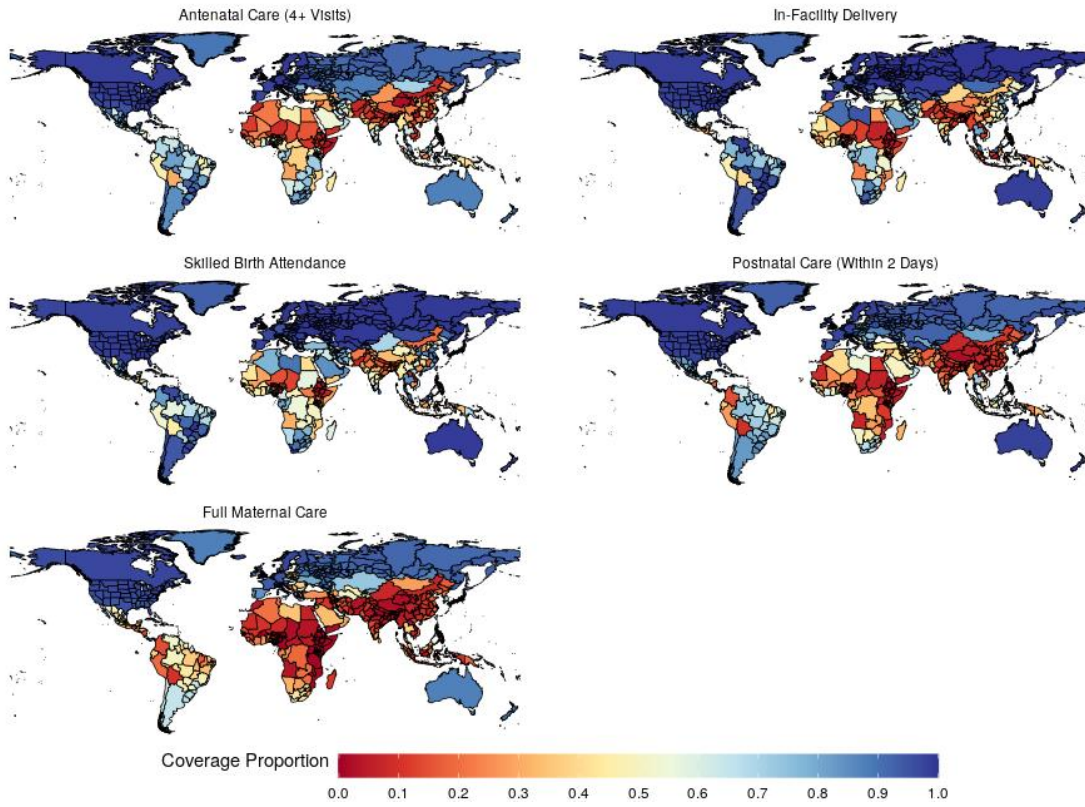 Antenatal Care (4+ Visits)
In-Facility Delivery
Skilled Birth Attendance
Postnatal Care (Within 2 Days)
Full Maternal Care
Coverage Proportion
0.0 0.1 0.2 0.3 0.4 0.5 0.6 0.7 0.8 0.9 1.0